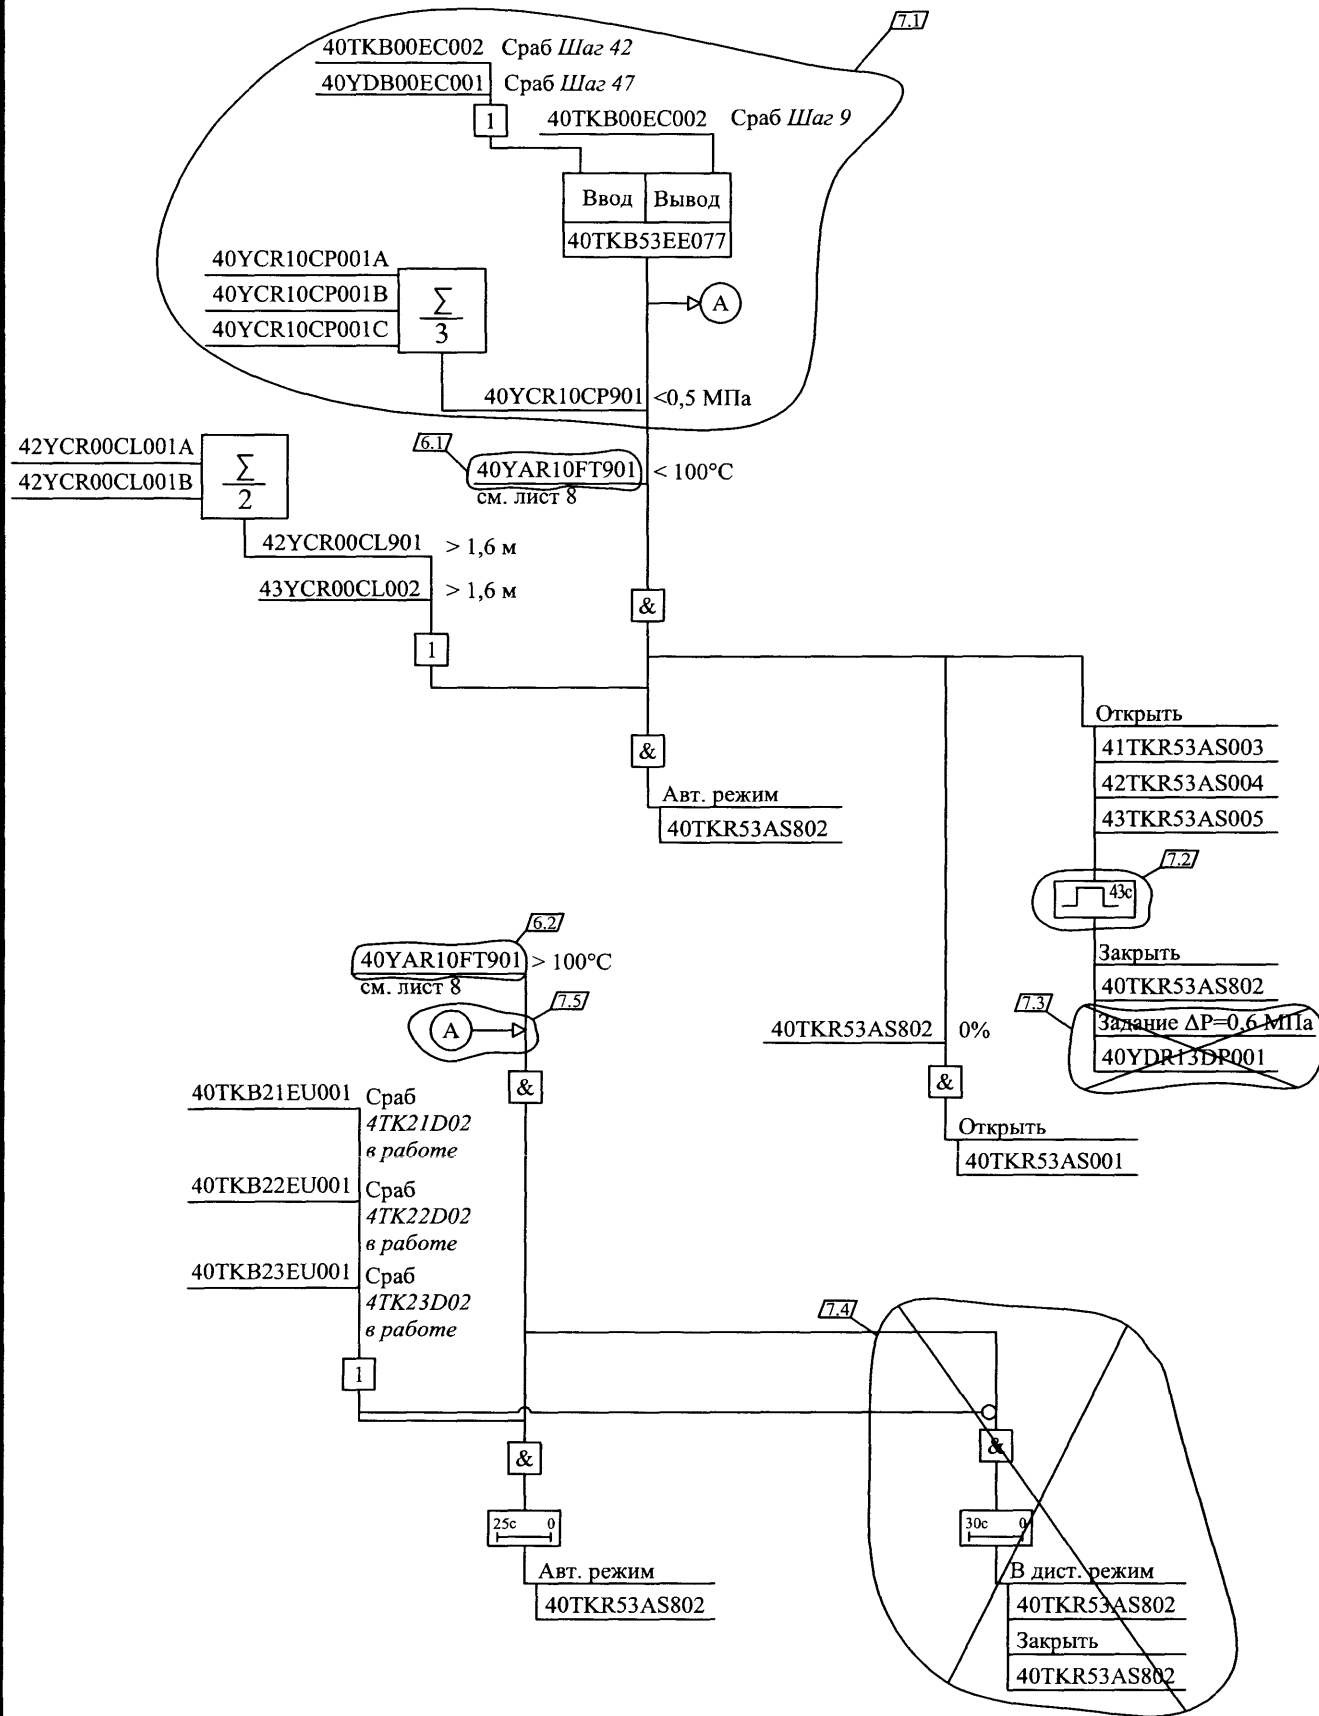 7.1
40TKB00EC002 Сраб Шаг 42
40YDB00EC001 Сраб Шаг 47
1
40TKB00EC002 Сраб Шаг 9
Ввод Вывод
40TKB53EE077
40YCR10CP001A
40YCR10CP001B
40YCR10CP001C
Σ
3
A
40YCR10CP901 <0,5 МПа
6.1
42YCR00CL001A
42YCR00CL001B
Σ
2
40YAR10FT901 < 100°C
см. лист 8
42YCR00CL901 > 1,6 м
43YCR00CL002 > 1,6 м
&
1
Открыть
41TKR53AS003
42TKR53AS004
43TKR53AS005
&
Авт. режим
40TKR53AS802
7.2
43с
6.2
40YAR10FT901 > 100°C
см. лист 8
Закрыть
40TKR53AS802
7.5
7.3
A
40TKR53AS802 0%
Задание ΔP=0,6 МПа
40YDR13DP001
&
&
40TKB21EU001 Сраб
4TK21D02
в работе
Открыть
40TKR53AS001
40TKB22EU001 Сраб
4TK22D02
в работе
40TKB23EU001 Сраб
4TK23D02
в работе
7.4
1
&
&
25с 0
30с 0
Авт. режим
40TKR53AS802
В дист. режим
40TKR53AS802
Закрыть
40TKR53AS802